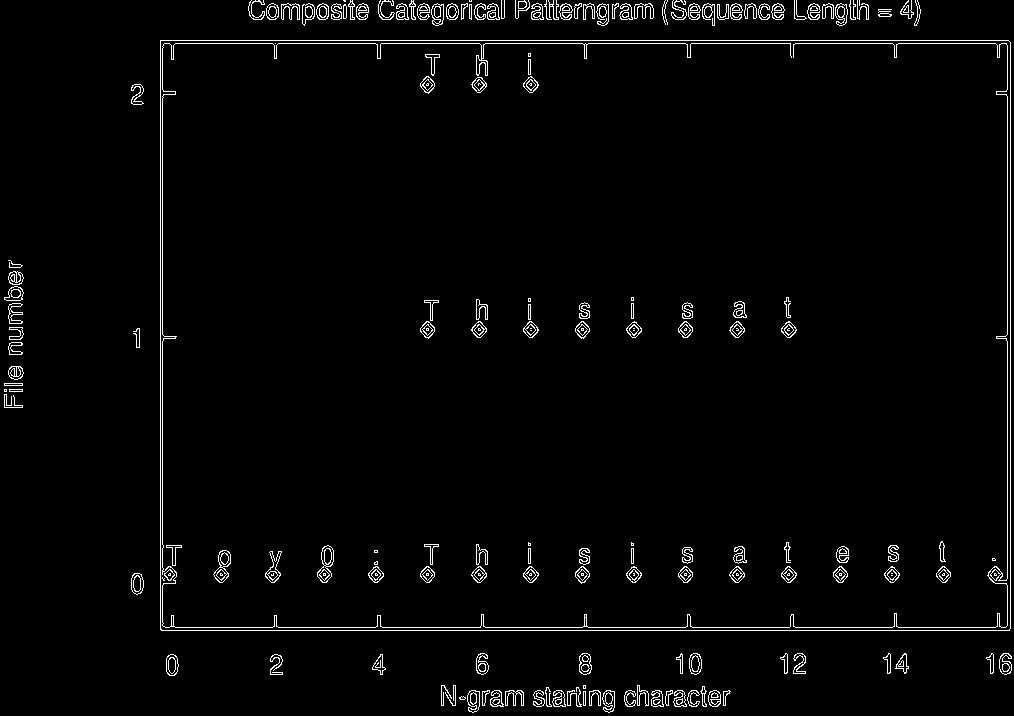 Composite Categorical Patterngram (Sequence Length = 4)
T h i
2
T h i s i s a t
1
File number
T o y 0 : T h i s i s a t e s t .
0
0 2 4 6 8 10 12 14 16
N-gram starting character